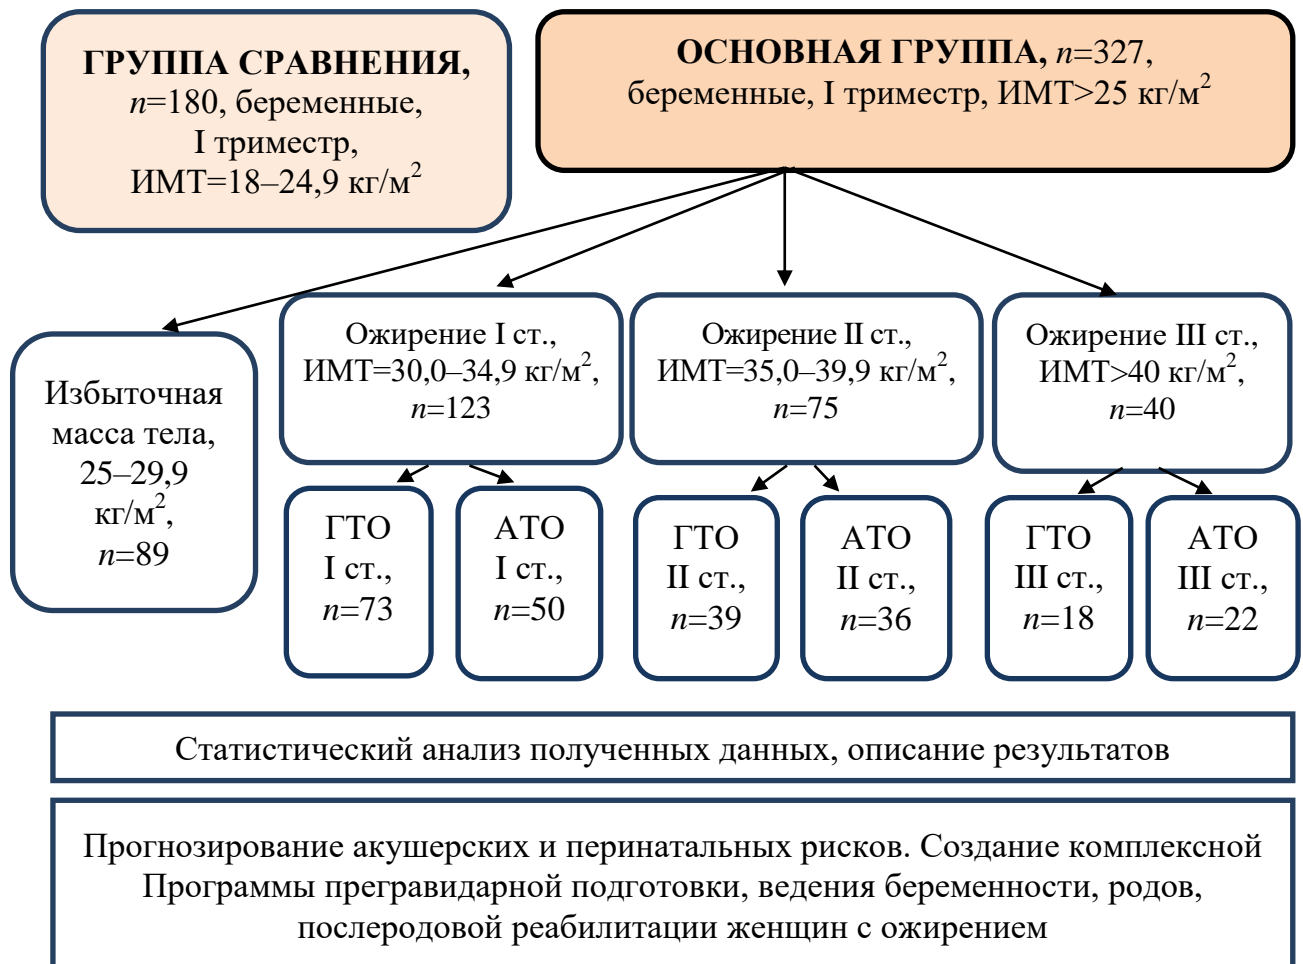 ГРУППА СРАВНЕНИЯ,
n=180, беременные,
I триместр,
ИМТ=18–24,9 кг/м²
ОСНОВНАЯ ГРУППА, n=327,
беременные, I триместр, ИМТ>25 кг/м²
Избыточная
масса тела,
25–29,9
кг/м²,
n=89
Ожирение I ст.,
ИМТ=30,0–34,9 кг/м²,
n=123
Ожирение II ст.,
ИМТ=35,0–39,9 кг/м²,
n=75
Ожирение III ст.,
ИМТ>40 кг/м²,
n=40
ГТО
I ст.,
n=73
АТО
I ст.,
n=50
ГТО
II ст.,
n=39
АТО
II ст.,
n=36
ГТО
III ст.,
n=18
АТО
III ст.,
n=22
Статистический анализ полученных данных, описание результатов
Прогнозирование акушерских и перинатальных рисков. Создание комплексной
Программы прегравидарной подготовки, ведения беременности, родов,
послеродовой реабилитации женщин с ожирением